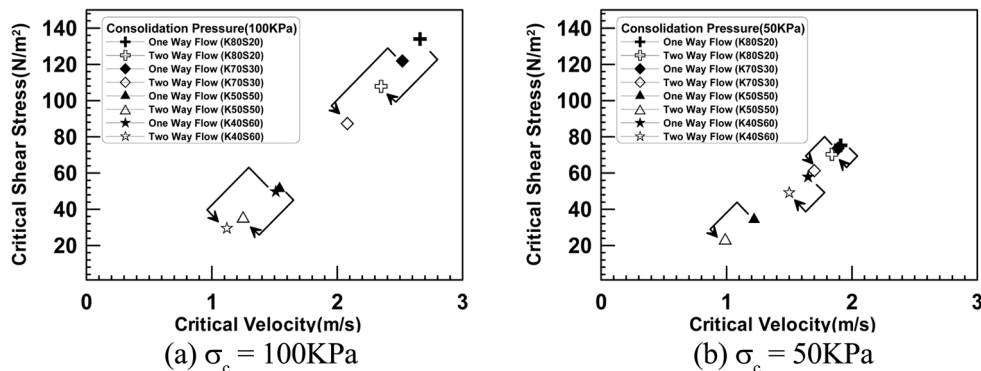 Critical Shear Stress(N/m²)
140
120
100
80
60
40
20
Consolidation Pressure(100KPa)
One Way Flow (K80S20)
Two Way Flow (K80S20)
One Way Flow (K70S30)
Two Way Flow (K70S30)
One Way Flow (K50S50)
Two Way Flow (K50S50)
One Way Flow (K40S60)
Two Way Flow (K40S60)
0 1 2 3
Critical Velocity(m/s)
(a) σc = 100KPa
Critical Shear Stress(N/m²)
140
120
100
80
60
40
20
Consolidation Pressure(50KPa)
One Way Flow (K80S20)
Two Way Flow (K80S20)
One Way Flow (K70S30)
Two Way Flow (K70S30)
One Way Flow (K50S50)
Two Way Flow (K50S50)
One Way Flow (K40S60)
Two Way Flow (K40S60)
0 1 2 3
Critical Velocity(m/s)
(b) σc = 50KPa